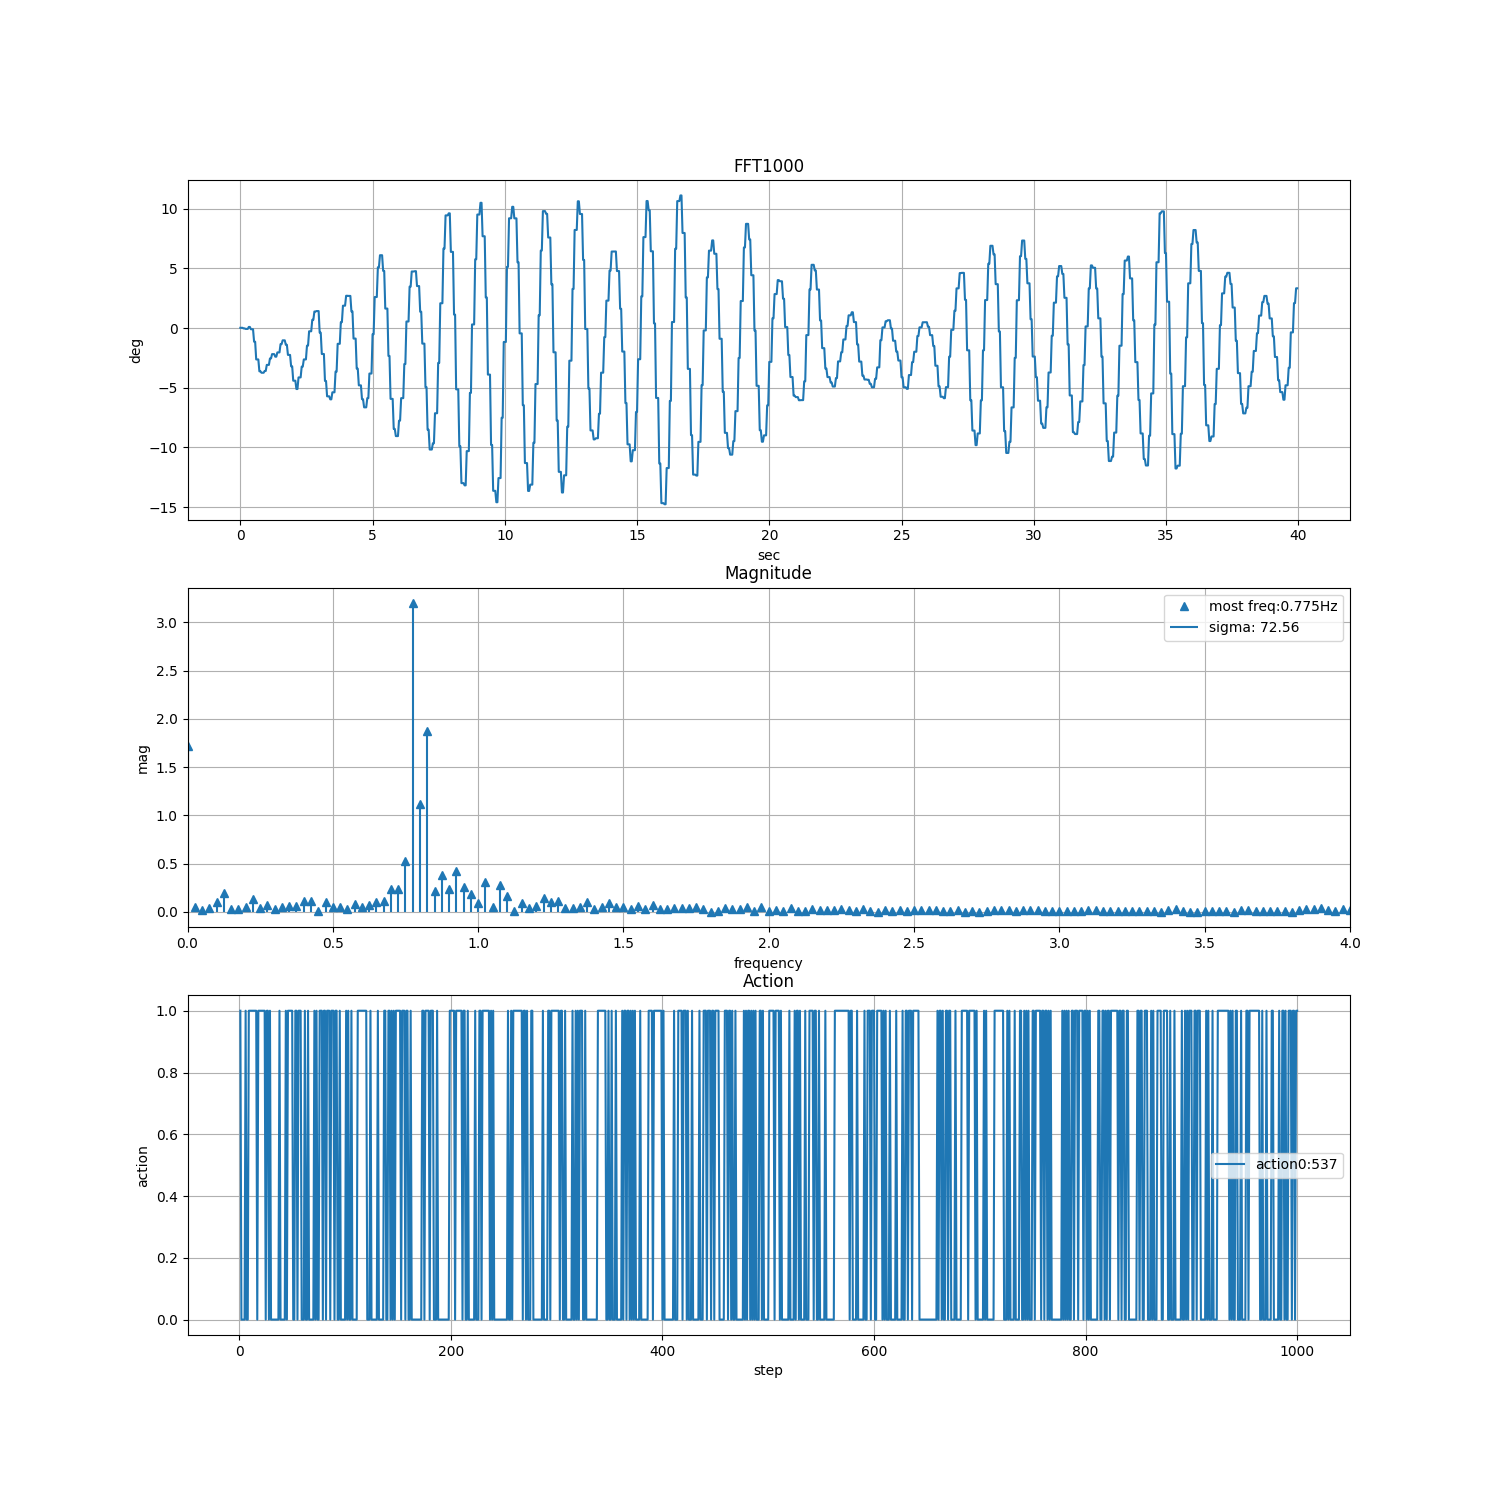 FFT1000
10
5
0
−5
−10
−15
deg
0 5 10 15 20 25 30 35 40
sec
Magnitude
3.0
2.5
2.0
1.5
1.0
0.5
0.0
mag
most freq:0.775Hz
sigma: 72.56
0.0 0.5 1.0 1.5 2.0 2.5 3.0 3.5 4.0
frequency
Action
1.0
0.8
0.6
0.4
0.2
0.0
action
action0:537
0 200 400 600 800 1000
step